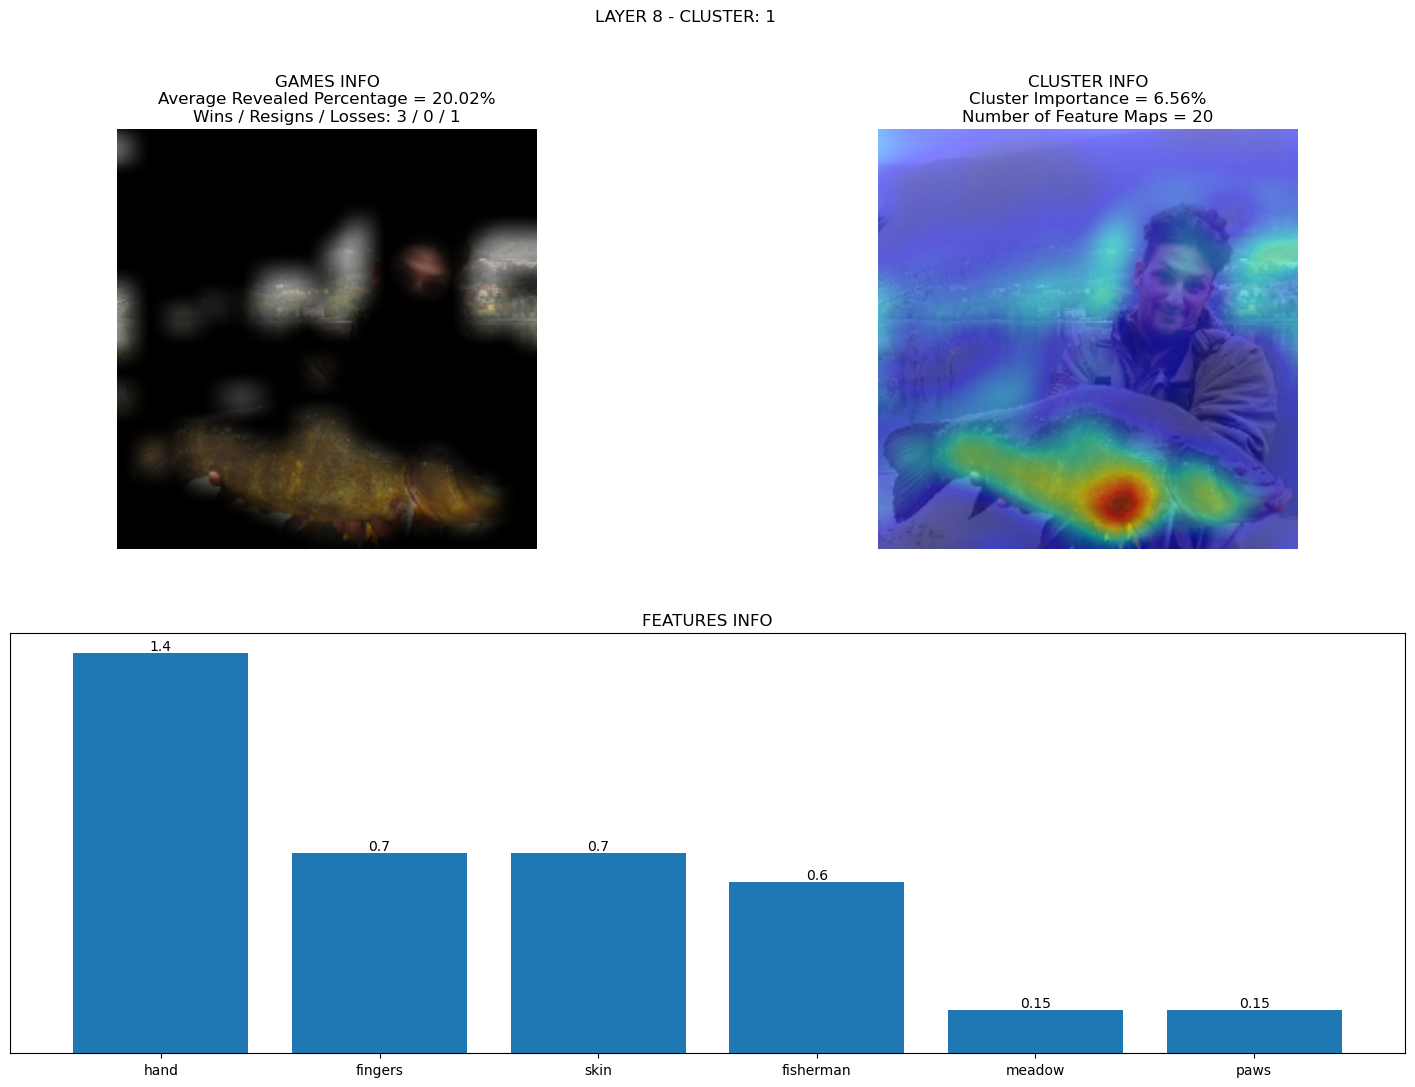 LAYER 8 - CLUSTER: 1
GAMES INFO
Average Revealed Percentage = 20.02%
Wins / Resigns / Losses: 3 / 0 / 1
CLUSTER INFO
Cluster Importance = 6.56%
Number of Feature Maps = 20
FEATURES INFO
1.4
0.7
0.7
0.6
0.15
0.15
hand
fingers
skin
fisherman
meadow
paws